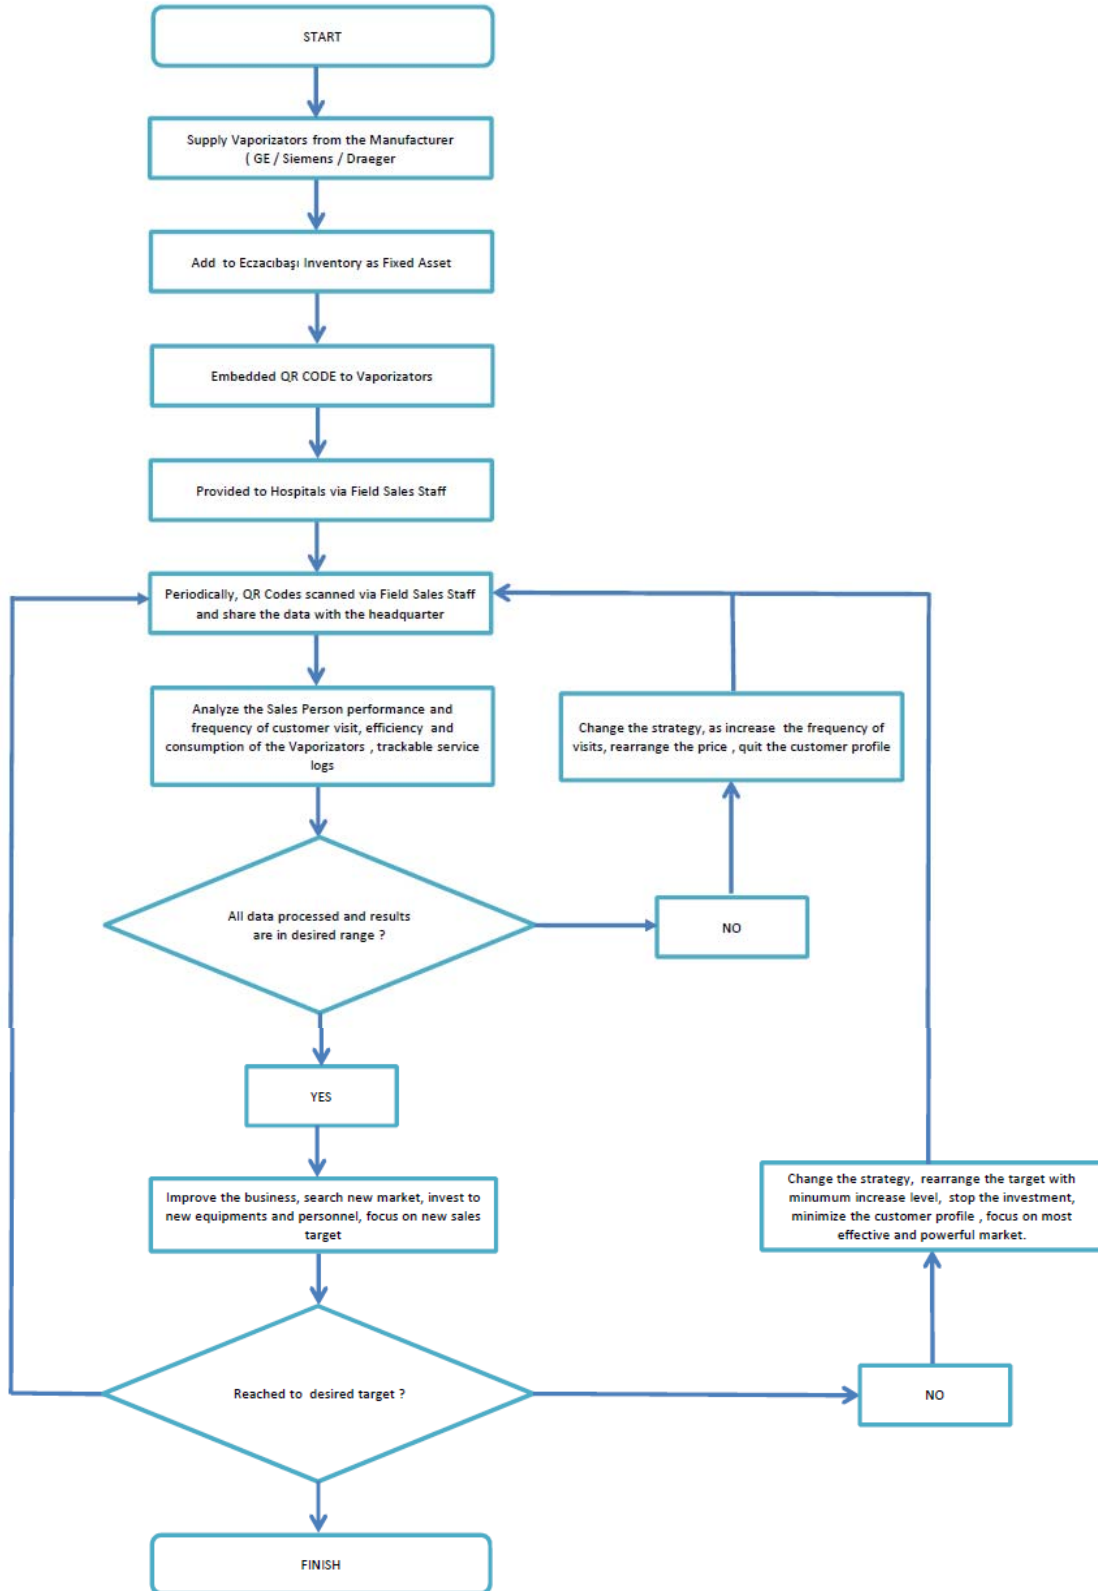 START
Supply Vaporizators from the Manufacturer
( GE / Siemens / Draeger
Add to Eczacıbaşı Inventory as Fixed Asset
Embedded QR CODE to Vaporizators
Provided to Hospitals via Field Sales Staff
Periodically, QR Codes scanned via Field Sales Staff
and share the data with the headquarter
Analyze the Sales Person performance and
frequency of customer visit, efficiency and
consumption of the Vaporizators , trackable service
logs
Change the strategy, as increase the frequency of
visits, rearrange the price , quit the customer profile
All data processed and results
are in desired range ?
NO
YES
Improve the business, search new market, invest to
new equipments and personnel, focus on new sales
target
Change the strategy, rearrange the target with
minumum increase level, stop the investment,
minimize the customer profile , focus on most
effective and powerful market.
Reached to desired target ?
NO
FINISH